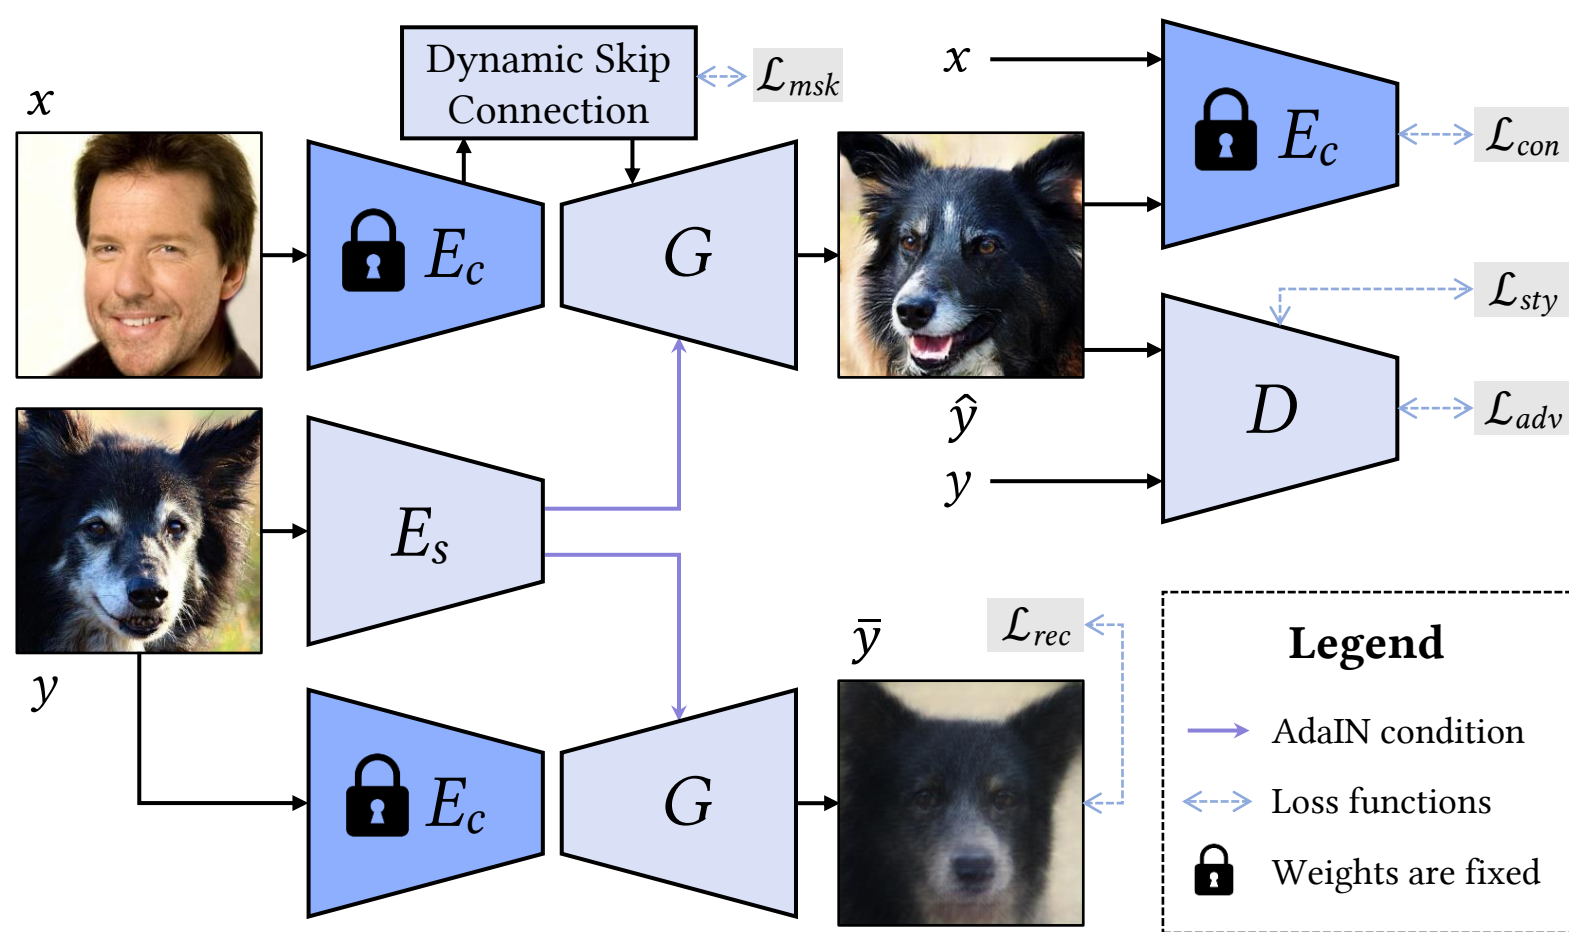 x
Dynamic Skip
Connection
ℒmsk
x
Ec
ℒcon
Ec
G
ŷ
y
D
ℒsty
ℒadv
y
Es
ȳ
ℒrec
Ec
G
Legend
AdaIN condition
Loss functions
Weights are fixed